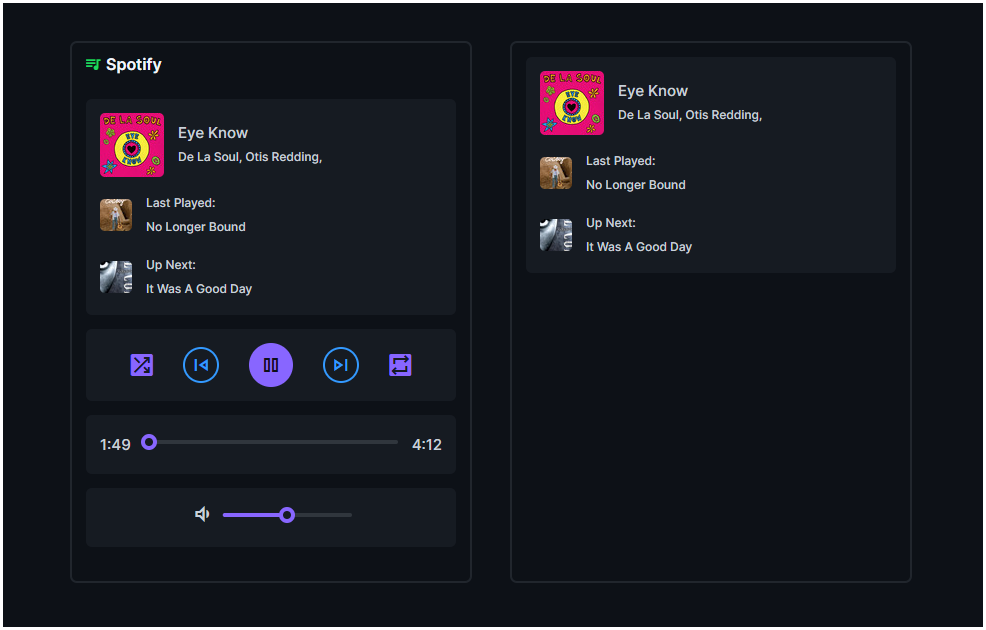 Spotify
DE LA SOUL
EYE
KNOW
Eye Know
De La Soul, Otis Redding,
Last Played:
No Longer Bound
Up Next:
It Was A Good Day
1:49
4:12
DE LA SOUL
EYE
KNOW
Eye Know
De La Soul, Otis Redding,
Last Played:
No Longer Bound
Up Next:
It Was A Good Day